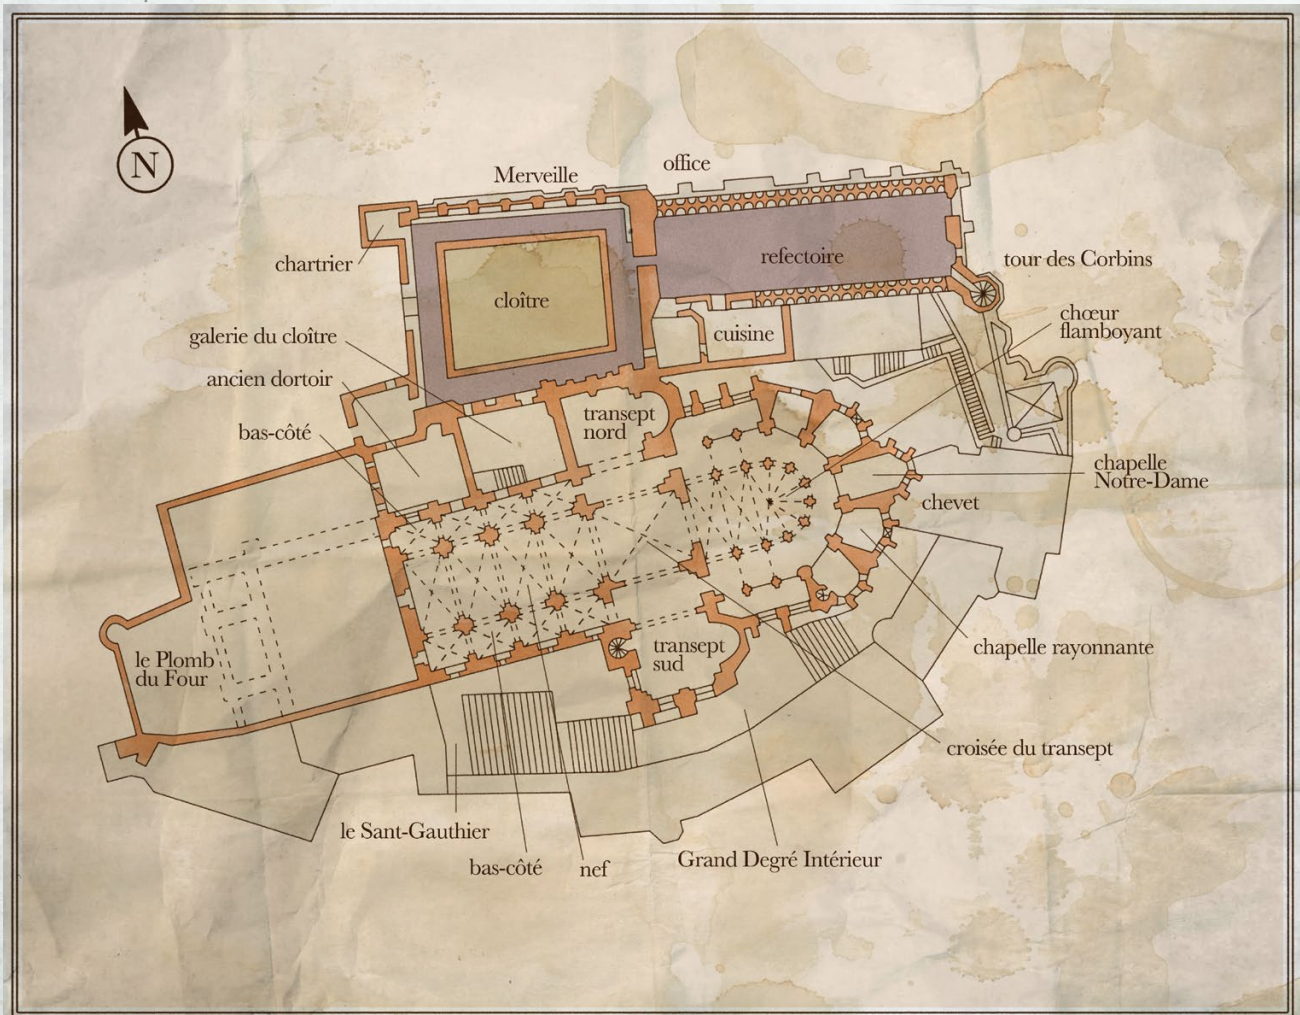 N
Merveille
office
chartrier
refectoire
tour des Corbins
cloître
chœur
flamboyant
galerie du cloître
cuisine
ancien dortoir
transept
nord
bas-côté
chapelle
Notre-Dame
chevet
le Plomb
du Four
transept
sud
chapelle rayonnante
croisée du transept
le Sant-Gauthier
bas-côté
nef
Grand Degré Intérieur